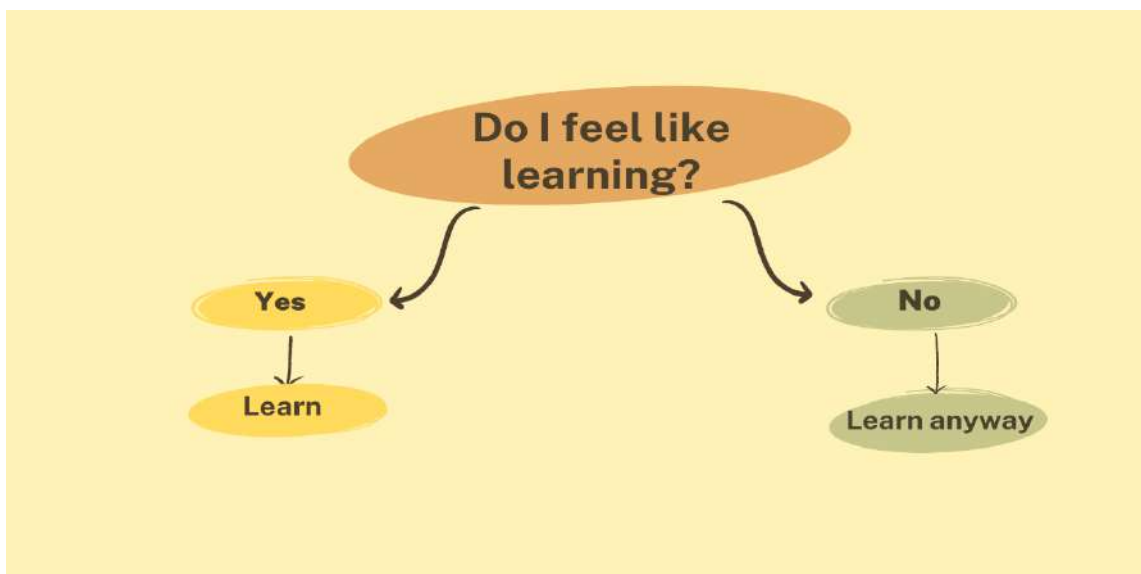 Do I feel like
learning?
Yes
No
Learn
Learn anyway